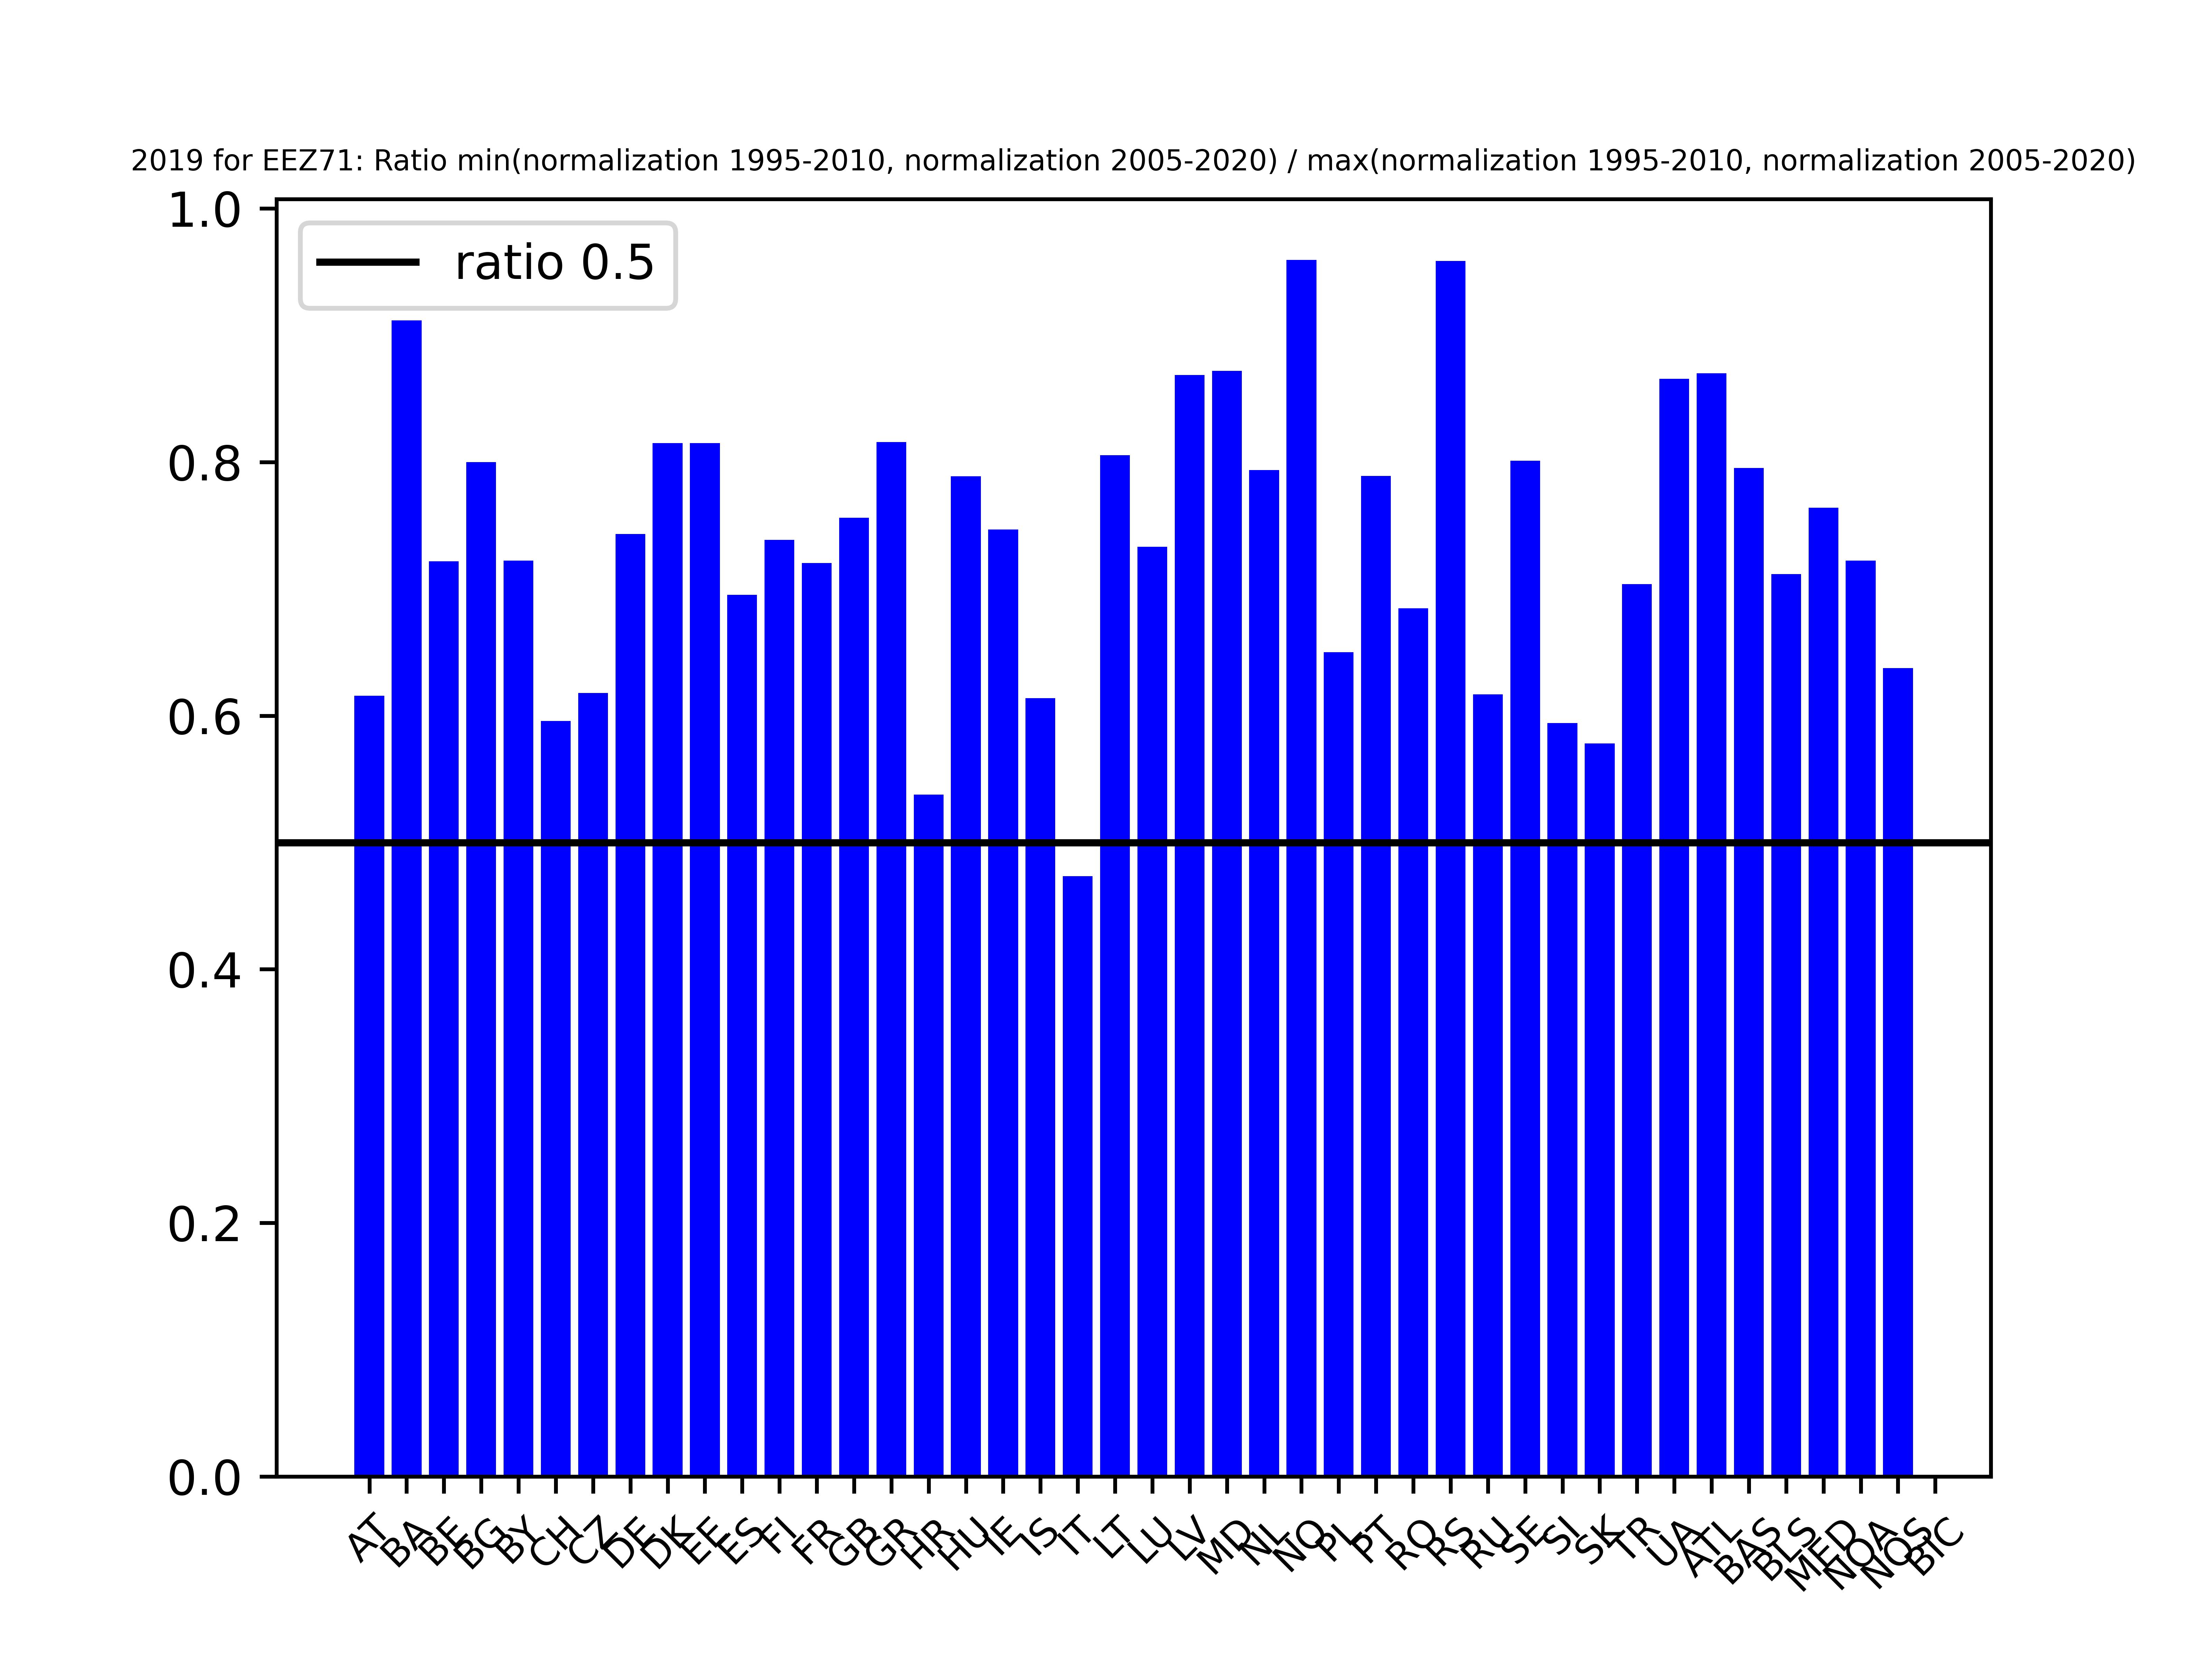 2019 for EEZ71: Ratio min(normalization 1995-2010, normalization 2005-2020) / max(normalization 1995-2010, normalization 2005-2020)
1.0
ratio 0.5
0.8
0.6
0.4
0.2
0.0
AT BA BE BG BY CH CZ DE DK EE ES FI FR GB GR HR HU IE IS IT LT LU LV MD NL NO PL PT RO RS RU SE SI SK TR UA ATL BAS BLS MED NOA NOS BIC